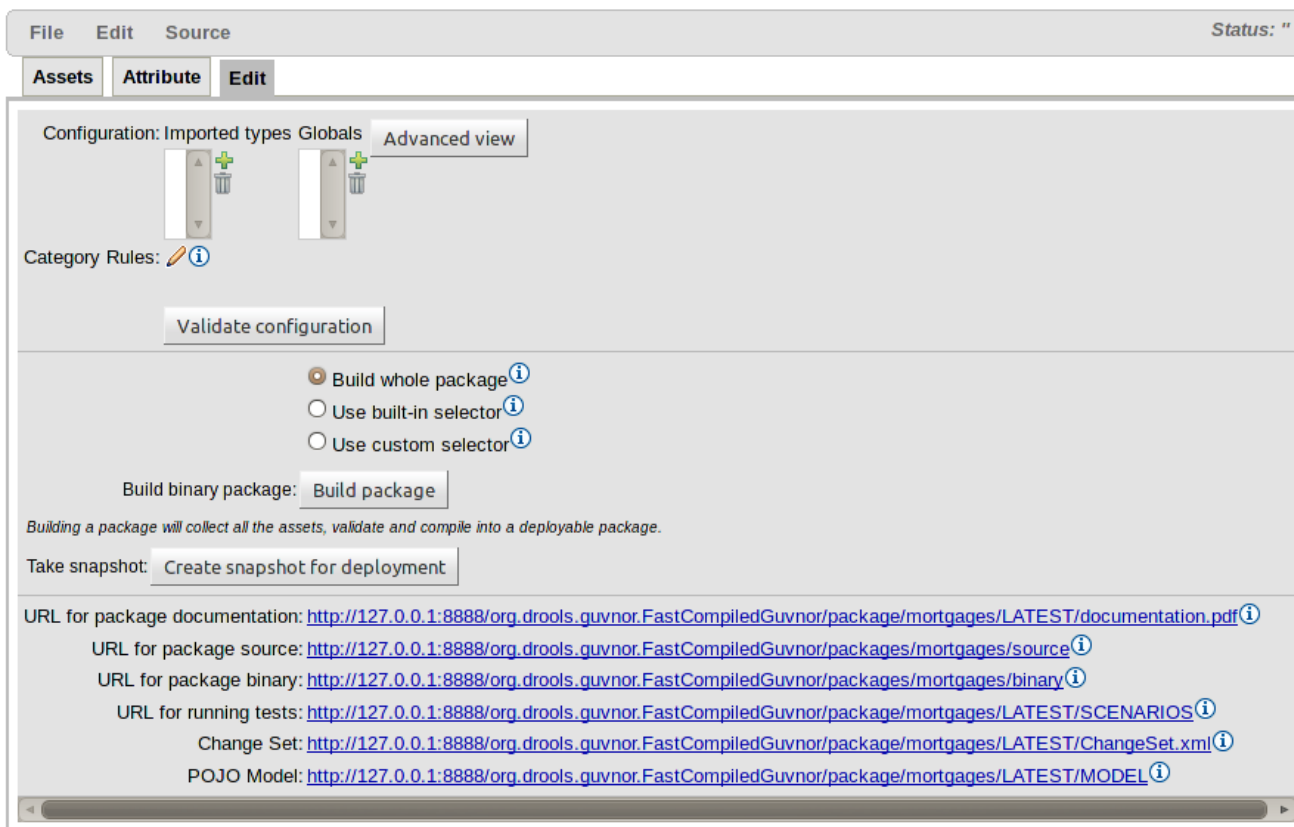 File Edit Source Status: "
Assets Attribute Edit
Configuration: Imported types Globals Advanced view
Category Rules:
Validate configuration
Build whole package
Use built-in selector
Use custom selector
Build binary package: Build package
Building a package will collect all the assets, validate and compile into a deployable package.
Take snapshot: Create snapshot for deployment
URL for package documentation: http://127.0.0.1:8888/org.drools.guvnor.FastCompiledGuvnor/package/mortgages/LATEST/documentation.pdf
URL for package source: http://127.0.0.1:8888/org.drools.guvnor.FastCompiledGuvnor/packages/mortgages/source
URL for package binary: http://127.0.0.1:8888/org.drools.guvnor.FastCompiledGuvnor/packages/mortgages/binary
URL for running tests: http://127.0.0.1:8888/org.drools.guvnor.FastCompiledGuvnor/package/mortgages/LATEST/SCENARIOS
Change Set: http://127.0.0.1:8888/org.drools.guvnor.FastCompiledGuvnor/package/mortgages/LATEST/ChangeSet.xml
POJO Model: http://127.0.0.1:8888/org.drools.guvnor.FastCompiledGuvnor/package/mortgages/LATEST/MODEL